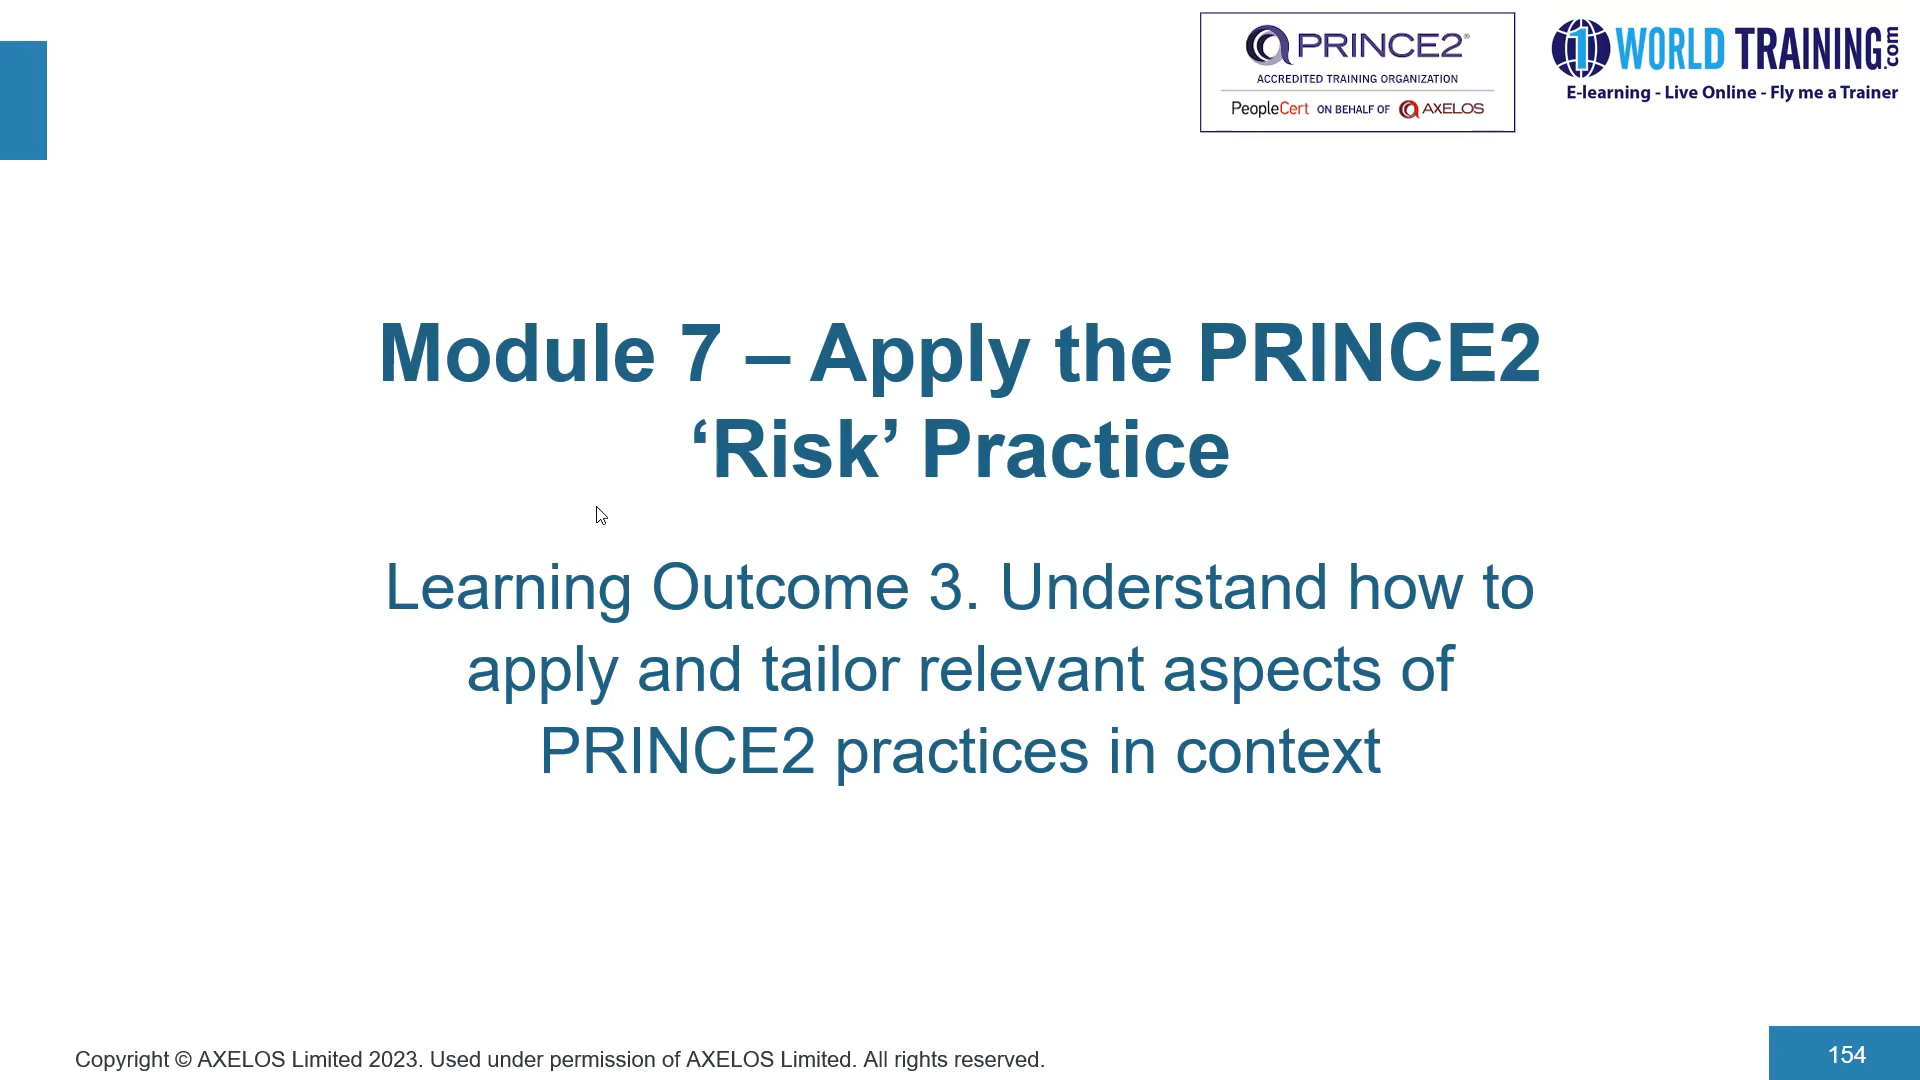 PRINCE2®
ACCREDITED TRAINING ORGANIZATION
PeopleCert ON BEHALF OF AXELOS
1 WORLD TRAINING.com
E-learning - Live Online - Fly me a Trainer
Module 7 – Apply the PRINCE2
‘Risk’ Practice
Learning Outcome 3. Understand how to
apply and tailor relevant aspects of
PRINCE2 practices in context
Copyright © AXELOS Limited 2023. Used under permission of AXELOS Limited. All rights reserved.
154